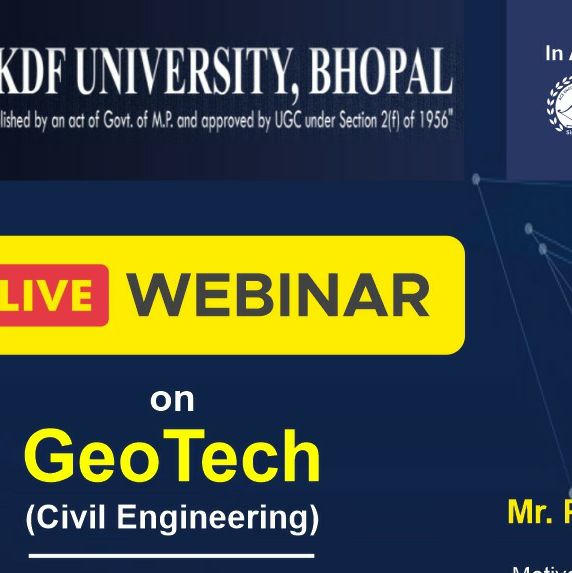 KDF UNIVERSITY, BHOPAL
lished by an act of Govt. of M.P. and approved by UGC under Section 2(f) of 1956"
In
LIVE WEBINAR
on
GeoTech
(Civil Engineering)
Mr.